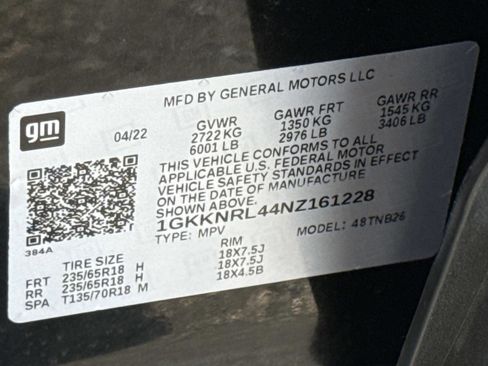 gm
MFD BY GENERAL MOTORS LLC
04/22
GVWR GAWR FRT GAWR RR
2722 KG 1350 KG 1545 KG
6001 LB 2976 LB 3406 LB
THIS VEHICLE CONFORMS TO ALL
APPLICABLE U.S. FEDERAL MOTOR
VEHICLE SAFETY STANDARDS IN EFFECT
ON THE DATE OF MANUFACTURE
SHOWN ABOVE.
1GKKNRL44NZ161228
TYPE: MPV MODEL: 48TNB26
384A
TIRE SIZE RIM
FRT 235/65R18 H 18X7.5J
RR 235/65R18 H 18X7.5J
SPA T135/70R18 M 18X4.5B